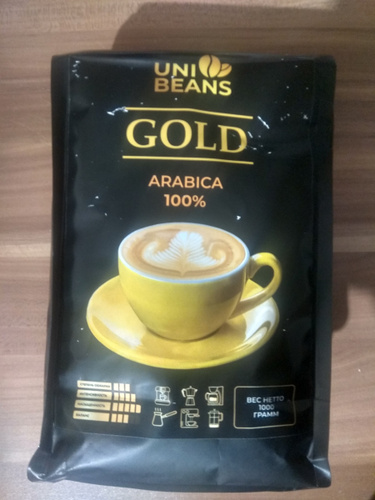 UNI
BEANS
GOLD
ARABICA
100%
ВЕС НЕТТО
1000
ГРАММ